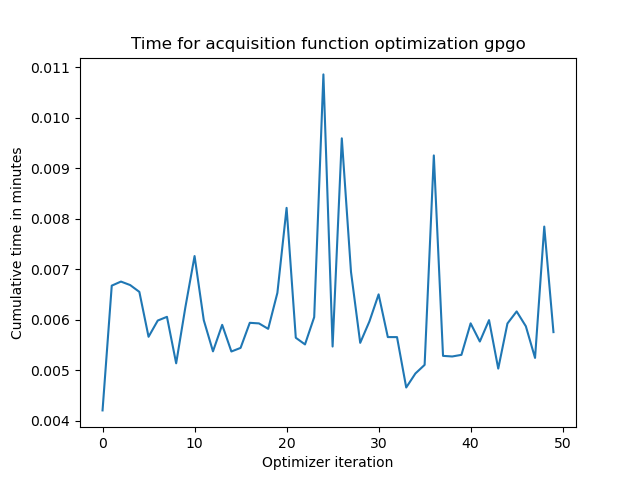 Time for acquisition function optimization gpgo
0.011
0.010
0.009
0.008
0.007
0.006
0.005
0.004
Cumulative time in minutes
0 10 20 30 40 50
Optimizer iteration